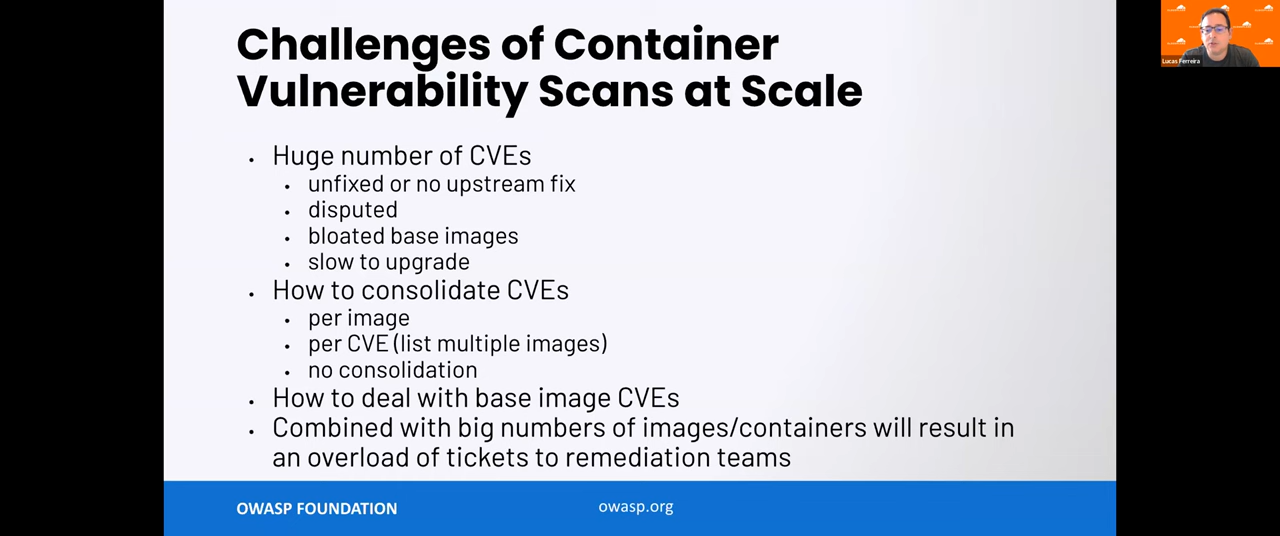 Challenges of Container
Vulnerability Scans at Scale
• Huge number of CVEs
• unfixed or no upstream fix
• disputed
• bloated base images
• slow to upgrade
• How to consolidate CVEs
• per image
• per CVE (list multiple images)
• no consolidation
• How to deal with base image CVEs
• Combined with big numbers of images/containers will result in
an overload of tickets to remediation teams
OWASP FOUNDATION
owasp.org
Lucas Ferreira